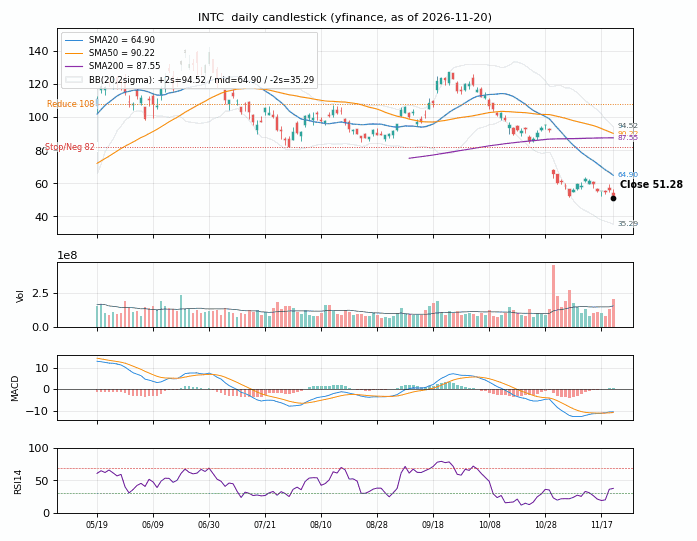 INTC  daily candlestick (yfinance, as of 2026-11-20)
SMA20 = 64.90
SMA50 = 90.22
SMA200 = 87.55
BB(20,2sigma): +2s=94.52 / mid=64.90 / -2s=35.29
140
120
100
80
60
40
Reduce 108
Stop/Neg 82
94.52
90.22
87.55
64.90
Close 51.28
35.29
1e8
Vol
2.5
0.0
MACD
10
0
−10
RSI14
100
50
0
05/19
06/09
06/30
07/21
08/10
08/28
09/18
10/08
10/28
11/17